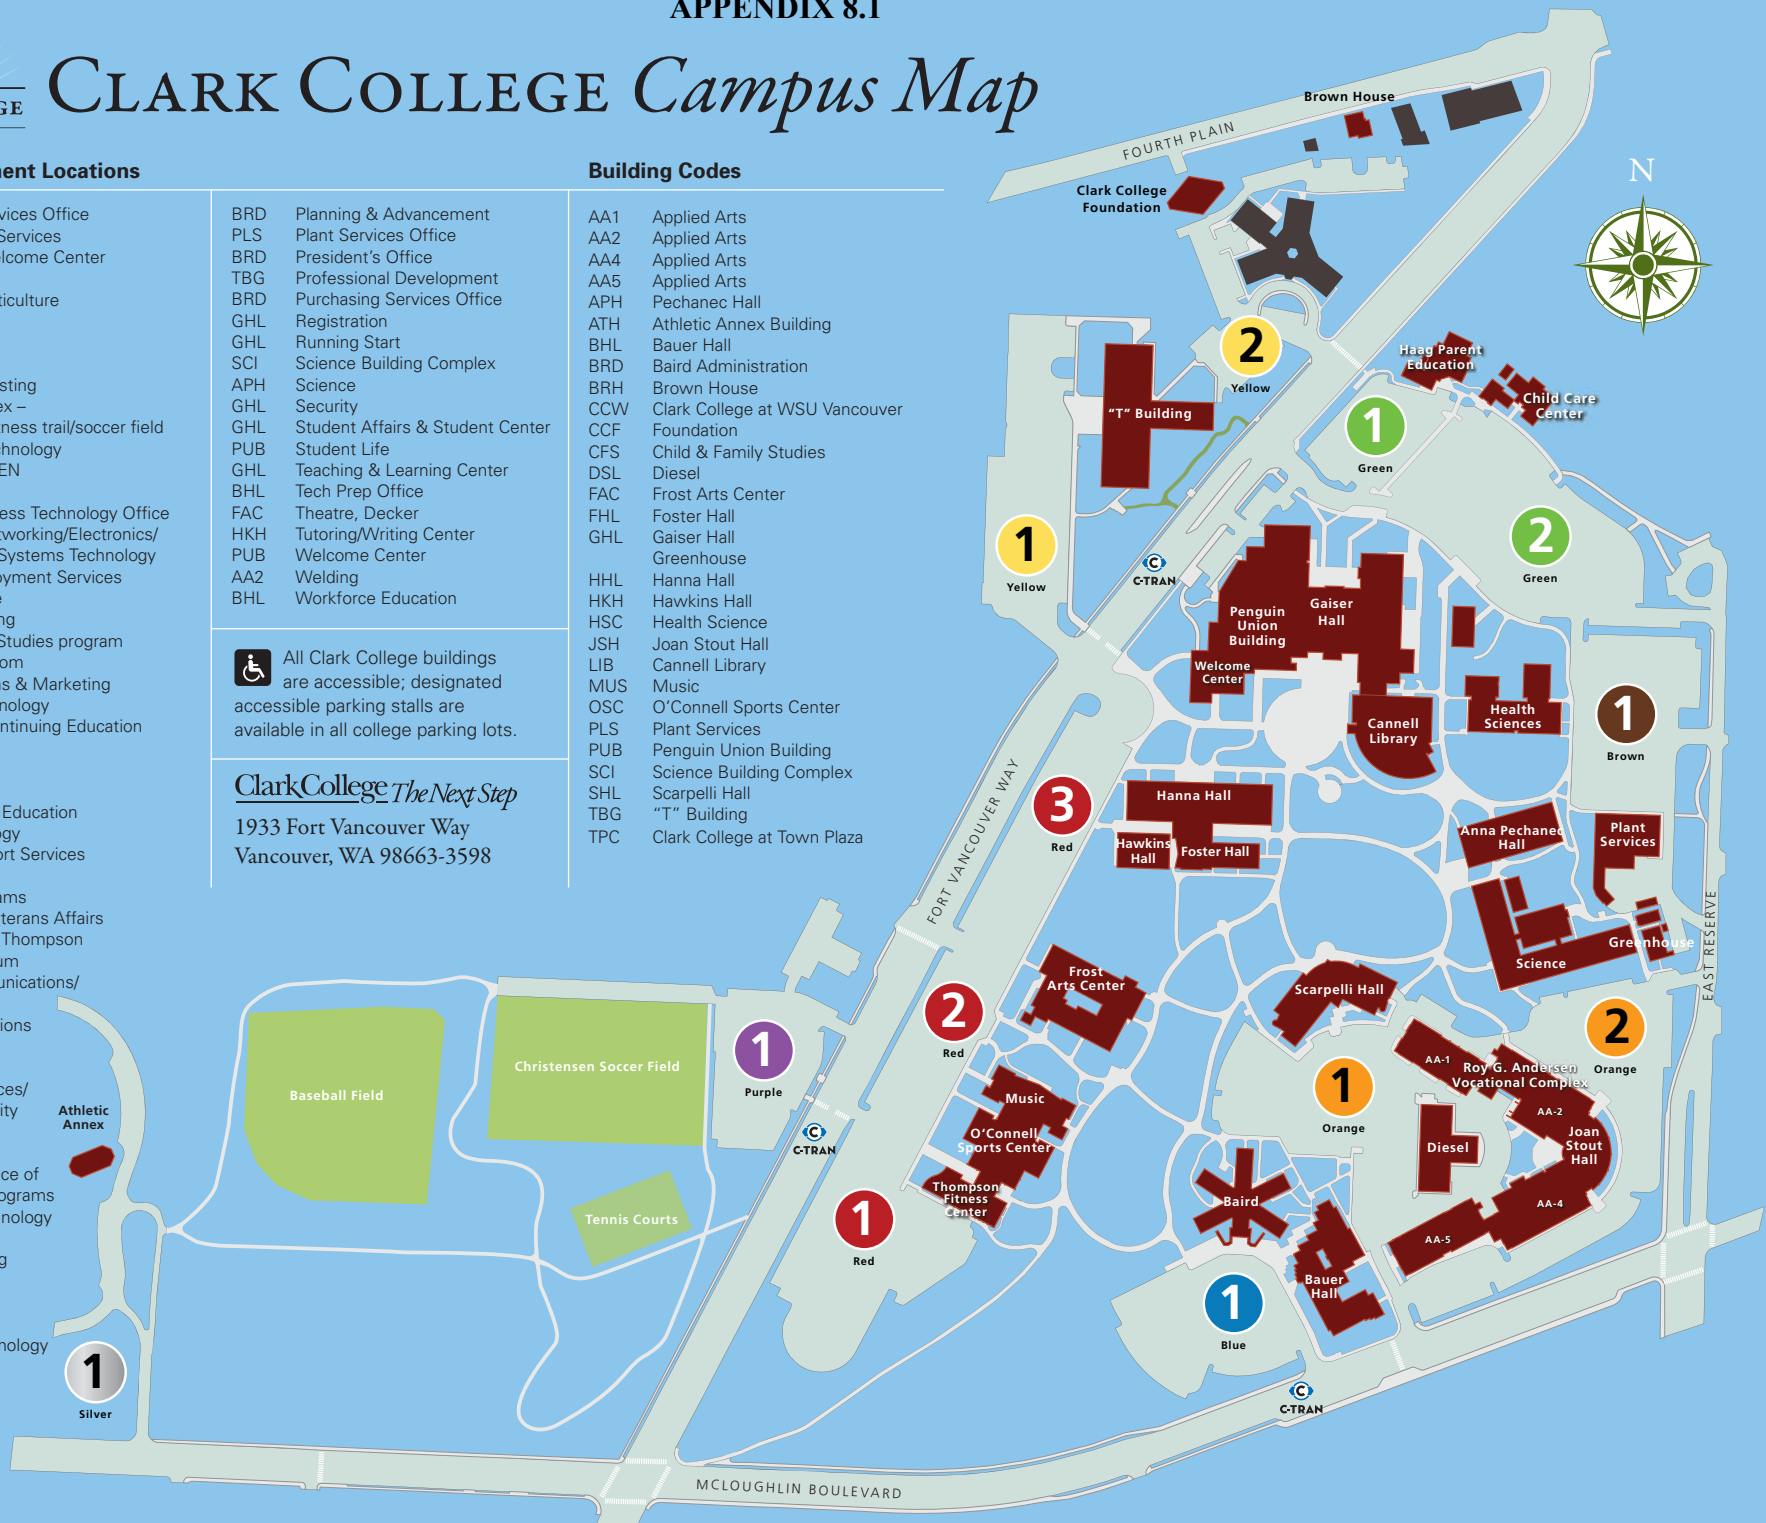 APPENDIX 8.1
GE
CLARK COLLEGE Campus Map
ent Locations
vices Office
Services
lcome Center
ticulture
sting
ex –
tness trail/soccer field
chnology
EN
ess Technology Office
tworking/Electronics/
Systems Technology
oyment Services
e
ng
Studies program
om
ns & Marketing
nology
ontinuing Education
Education
ogy
ort Services
ams
terans Affairs
Thompson
um
unications/
ions
ces/
ity
ce of
ograms
nology
g
nology
BRD Planning & Advancement
PLS Plant Services Office
BRD President's Office
TBG Professional Development
BRD Purchasing Services Office
GHL Registration
GHL Running Start
SCI Science Building Complex
APH Science
GHL Security
GHL Student Affairs & Student Center
PUB Student Life
GHL Teaching & Learning Center
BHL Tech Prep Office
FAC Theatre, Decker
HKH Tutoring/Writing Center
PUB Welcome Center
AA2 Welding
BHL Workforce Education
All Clark College buildings
are accessible; designated
accessible parking stalls are
available in all college parking lots.
Clark College The Next Step
1933 Fort Vancouver Way
Vancouver, WA 98663-3598
Building Codes
AA1 Applied Arts
AA2 Applied Arts
AA4 Applied Arts
AA5 Applied Arts
APH Pechanec Hall
ATH Athletic Annex Building
BHL Bauer Hall
BRD Baird Administration
BRH Brown House
CCW Clark College at WSU Vancouver
CCF Foundation
CFS Child & Family Studies
DSL Diesel
FAC Frost Arts Center
FHL Foster Hall
GHL Gaiser Hall
Greenhouse
HHL Hanna Hall
HKH Hawkins Hall
HSC Health Science
JSH Joan Stout Hall
LIB Cannell Library
MUS Music
OSC O'Connell Sports Center
PLS Plant Services
PUB Penguin Union Building
SCI Science Building Complex
SHL Scarpelli Hall
TBG "T" Building
TPC Clark College at Town Plaza
Brown House
FOURTH PLAIN
Clark College
Foundation
N
2
Yellow
Haag Parent
Education
Child Care
Center
"T" Building
1
Green
2
Green
1
Yellow
C-TRAN
Penguin
Union
Building
Gaiser
Hall
Welcome
Center
Cannell
Library
Health
Sciences
1
Brown
FORT VANCOUVER WAY
3
Red
Hanna Hall
Hawkins
Hall
Foster Hall
Anna Pechanec
Hall
Plant
Services
Greenhouse
Science
EAST RESERVE
Frost
Arts Center
Scarpelli Hall
2
Red
2
Orange
1
Purple
Christensen Soccer Field
Baseball Field
Tennis Courts
Athletic
Annex
C-TRAN
Music
O'Connell
Sports Center
Thompson
Fitness
Center
1
Orange
AA-1
Roy G. Andersen
Vocational Complex
AA-2
Joan
Stout
Hall
Diesel
AA-4
AA-5
Baird
Bauer
Hall
1
Red
1
Blue
C-TRAN
1
Silver
MCLOUGHLIN BOULEVARD